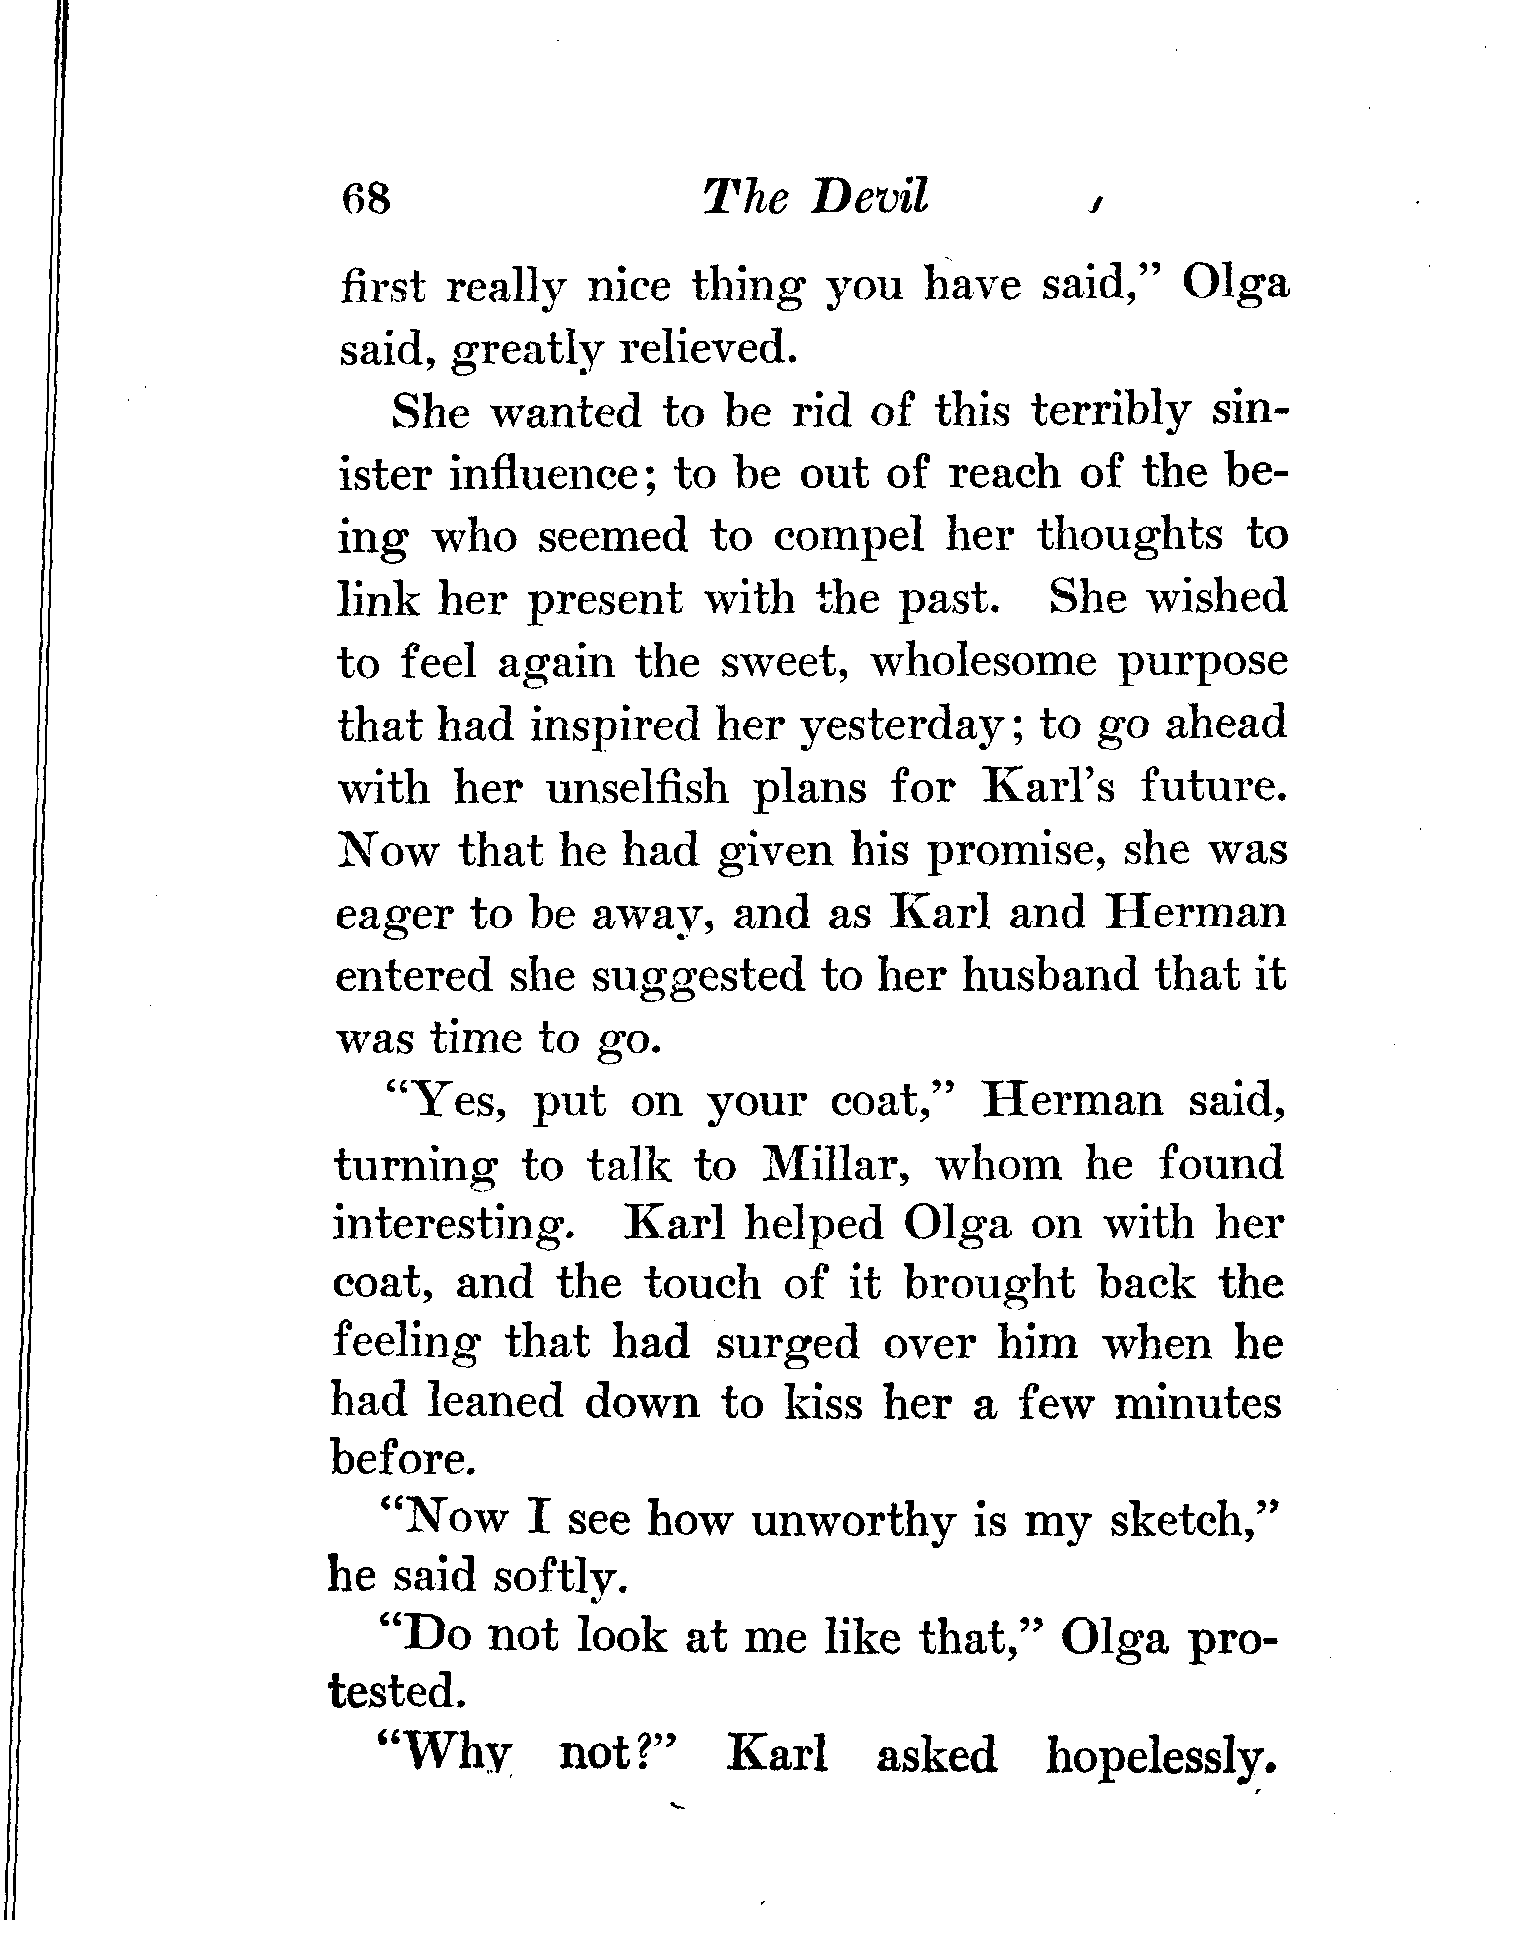 68 The Devil
first really nice thing you have said,” Olga
said, greatly relieved.
She wanted to be rid of this terribly sin-
ister influence; to be out of reach of the be-
ing who seemed to compel her thoughts to
link her present with the past. She wished
to feel again the sweet, wholesome purpose
that had inspired her yesterday; to go ahead
with her unselfish plans for Karl’s future.
Now that he had given his promise, she was
eager to be away, and as Karl and Herman
entered she suggested to her husband that it
was time to go.
“Yes, put on your coat,” Herman said,
turning to talk to Millar, whom he found
interesting. Karl helped Olga on with her
coat, and the touch of it brought back the
feeling that had surged over him when he
had leaned down to kiss her a few minutes
before.
“Now I see how unworthy is my sketch,”
he said softly.
“Do not look at me like that,” Olga pro-
tested.
“Why not?” Karl asked hopelessly.